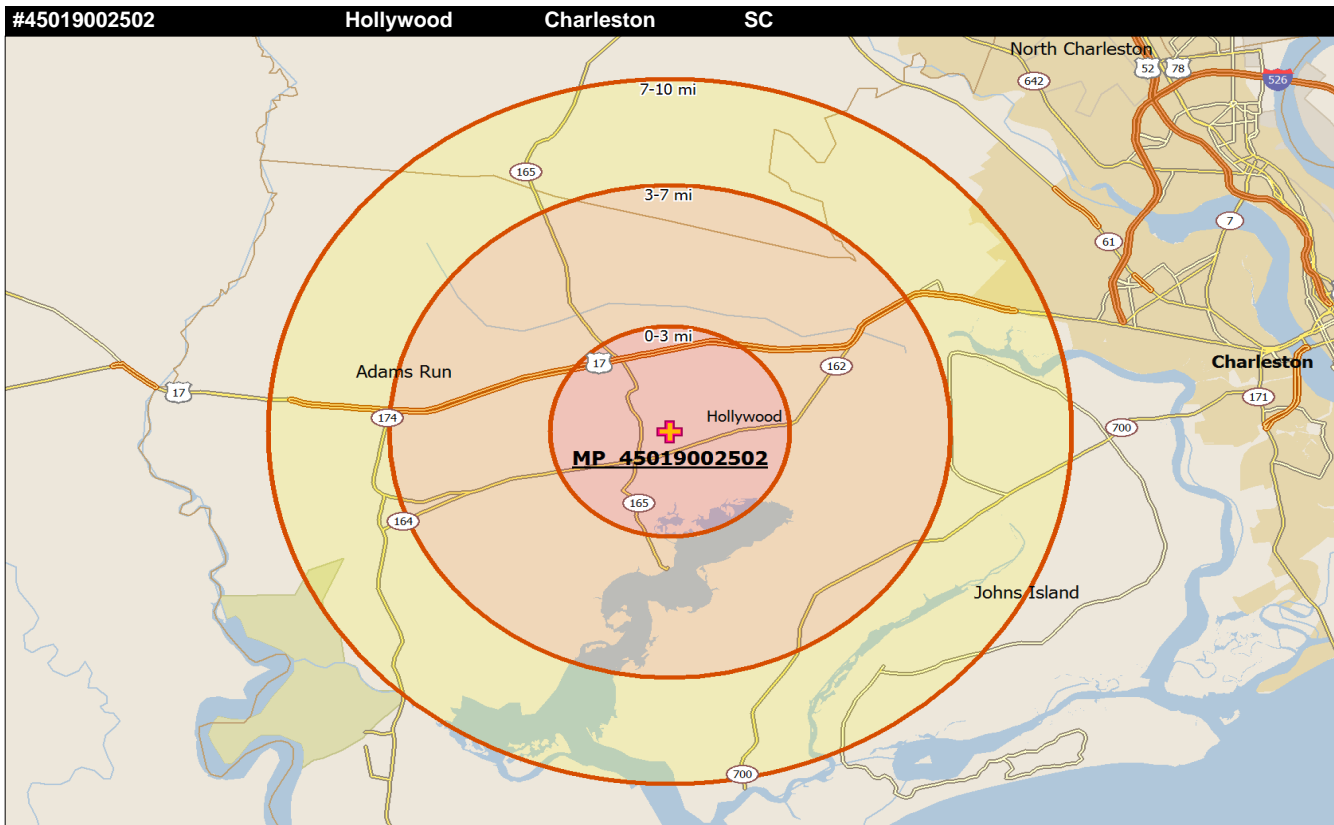 #45019002502 Hollywood Charleston SC
North Charleston
52 78
642
526
7-10 mi
165
3-7 mi
7
61
0-3 mi
17
162
Adams Run
Charleston
17
174
171
Hollywood
700
MP 45019002502
165
164
Johns Island
700